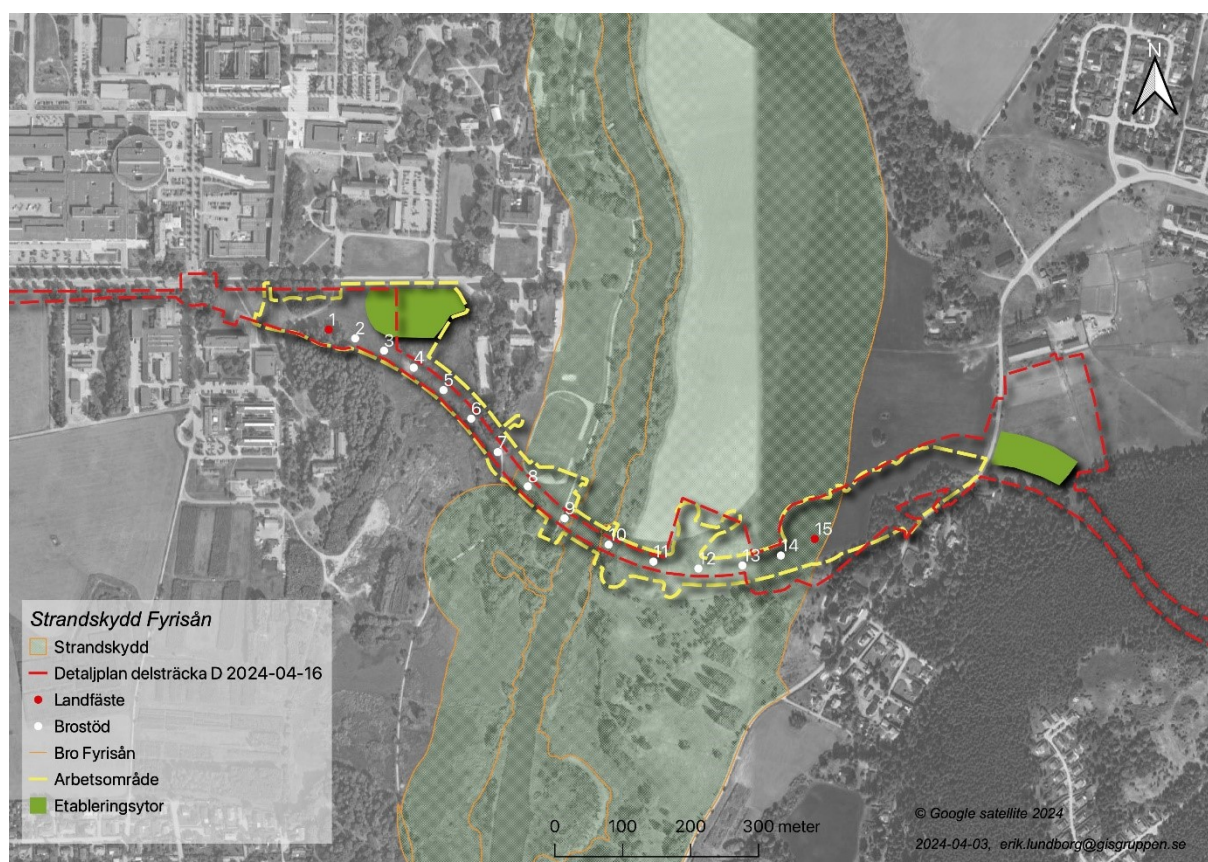 N
1
2
3
4
5
6
7
8
9
10
11
12
13
14
15
Strandskydd Fyrisån
Strandskydd
Detaljplan delsträcka D 2024-04-16
Landfäste
Brostöd
Bro Fyrisån
Arbetsområde
Etableringsytor
0 100 200 300 meter
© Google satellite 2024
2024-04-03, erik.lundborg@gisgruppen.se